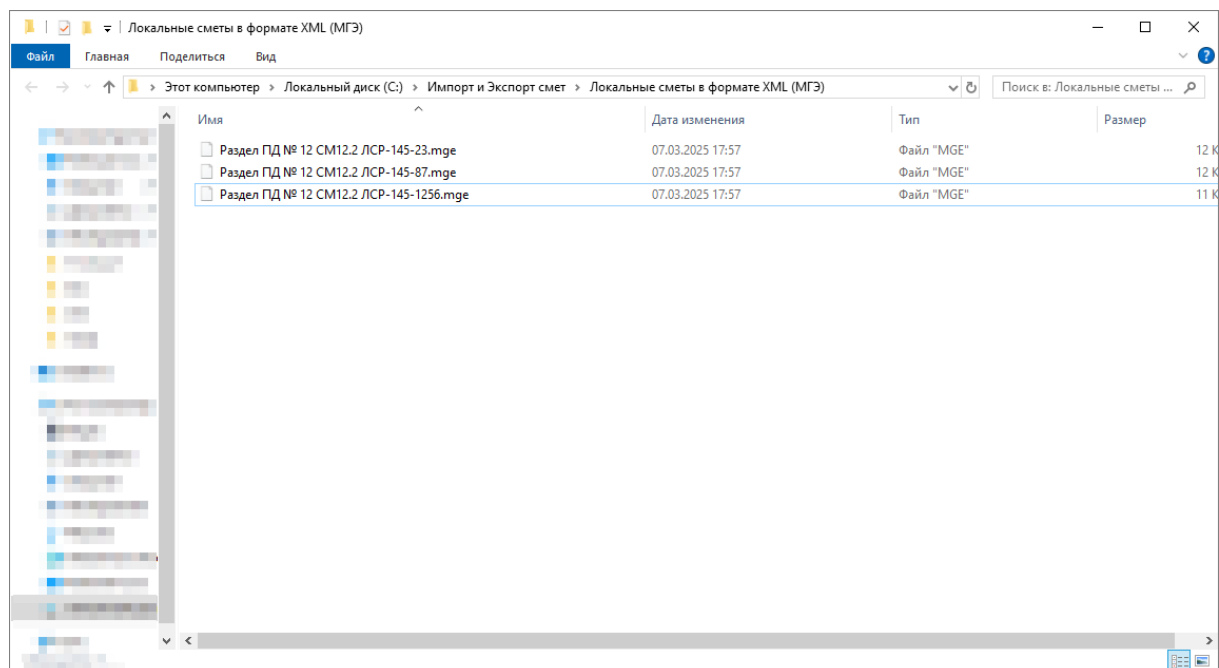 Локальные сметы в формате XML (МГЭ)
Файл Главная Поделиться Вид
Этот компьютер > Локальный диск (C:) > Импорт и Экспорт смет > Локальные сметы в формате XML (МГЭ) Поиск в: Локальные сметы ...
Имя Дата изменения Тип Размер
Раздел ПД № 12 СМ12.2 ЛСР-145-23.mge 07.03.2025 17:57 Файл "MGE" 12 К
Раздел ПД № 12 СМ12.2 ЛСР-145-87.mge 07.03.2025 17:57 Файл "MGE" 12 К
Раздел ПД № 12 СМ12.2 ЛСР-145-1256.mge 07.03.2025 17:57 Файл "MGE" 11 К